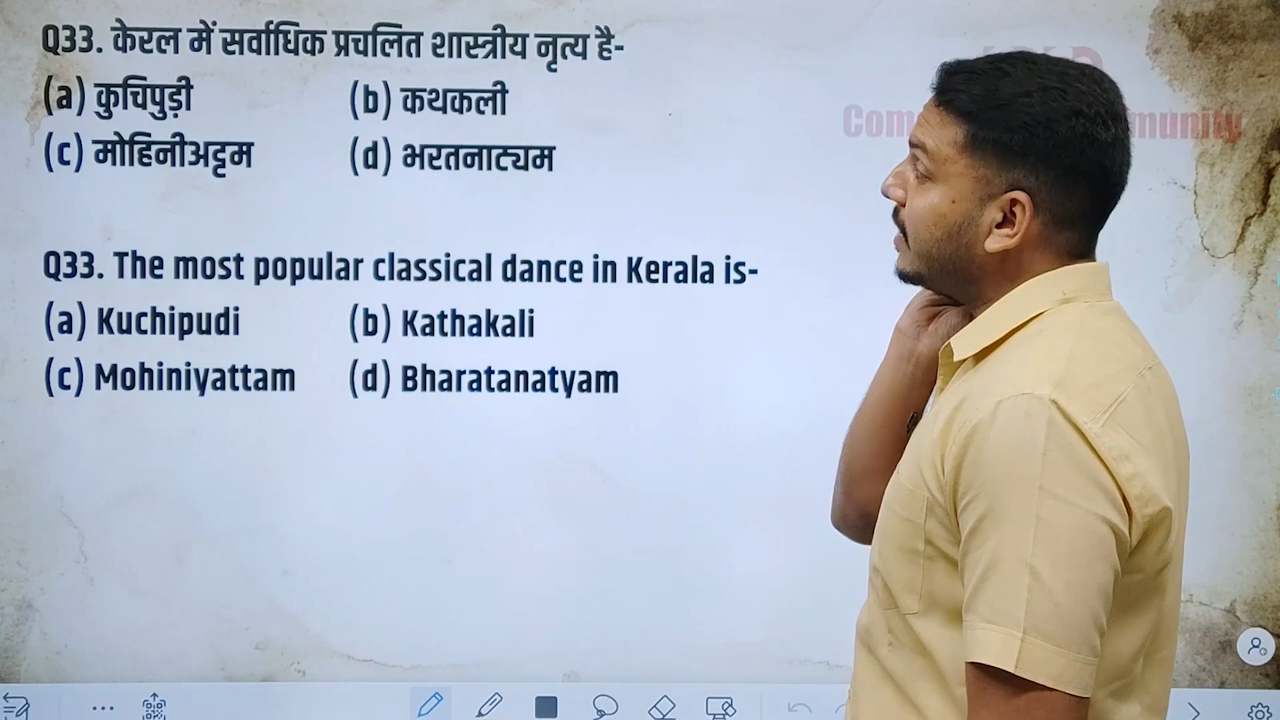 Q33. केरल में सर्वाधिक प्रचलित शास्त्रीय नृत्य है-
(a) कुचिपुड़ी (b) कथकली
(c) मोहिनीअट्टम (d) भरतनाट्यम
Q33. The most popular classical dance in Kerala is-
(a) Kuchipudi (b) Kathakali
(c) Mohiniyattam (d) Bharatanatyam